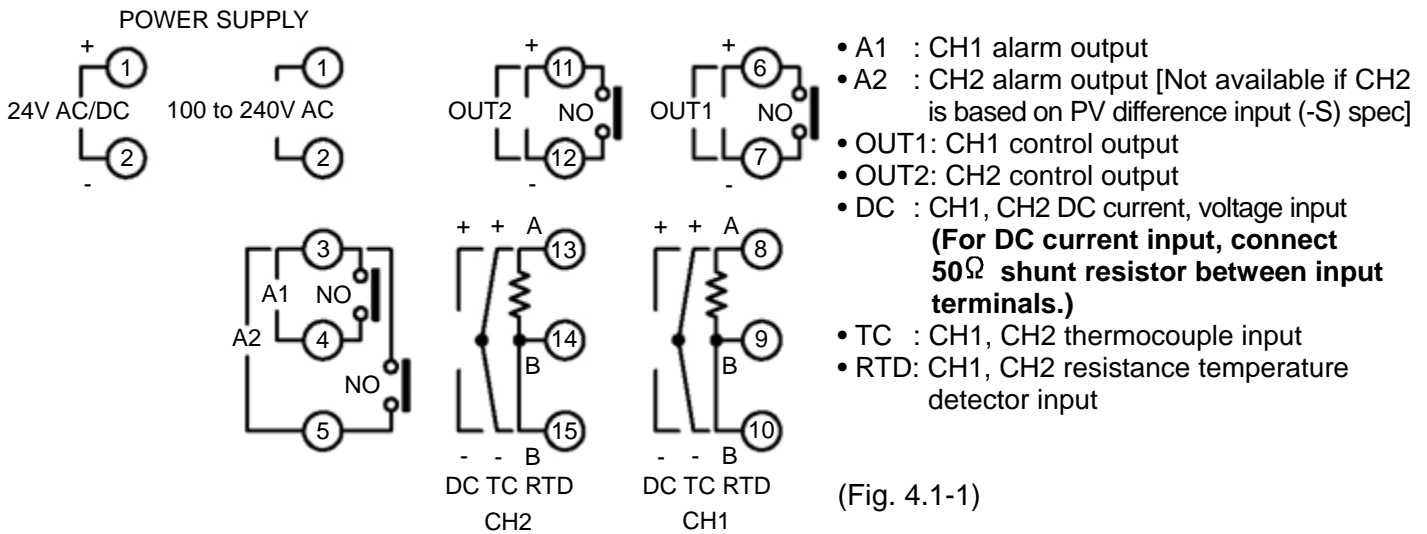 POWER SUPPLY
+ 1 1
24V AC/DC 100 to 240V AC
2 2
-
+ 11
OUT2 NO
12
-
+ 6
OUT1 NO
7
-
3
A1 NO
A2 4
NO
5
+ + A 13
14
B
15
- - B
DC TC RTD
CH2
+ + A 8
9
B
10
- - B
DC TC RTD
CH1
• A1 : CH1 alarm output
• A2 : CH2 alarm output [Not available if CH2
is based on PV difference input (-S) spec]
• OUT1: CH1 control output
• OUT2: CH2 control output
• DC : CH1, CH2 DC current, voltage input
(For DC current input, connect
50Ω shunt resistor between input
terminals.)
• TC : CH1, CH2 thermocouple input
• RTD: CH1, CH2 resistance temperature
detector input
(Fig. 4.1-1)